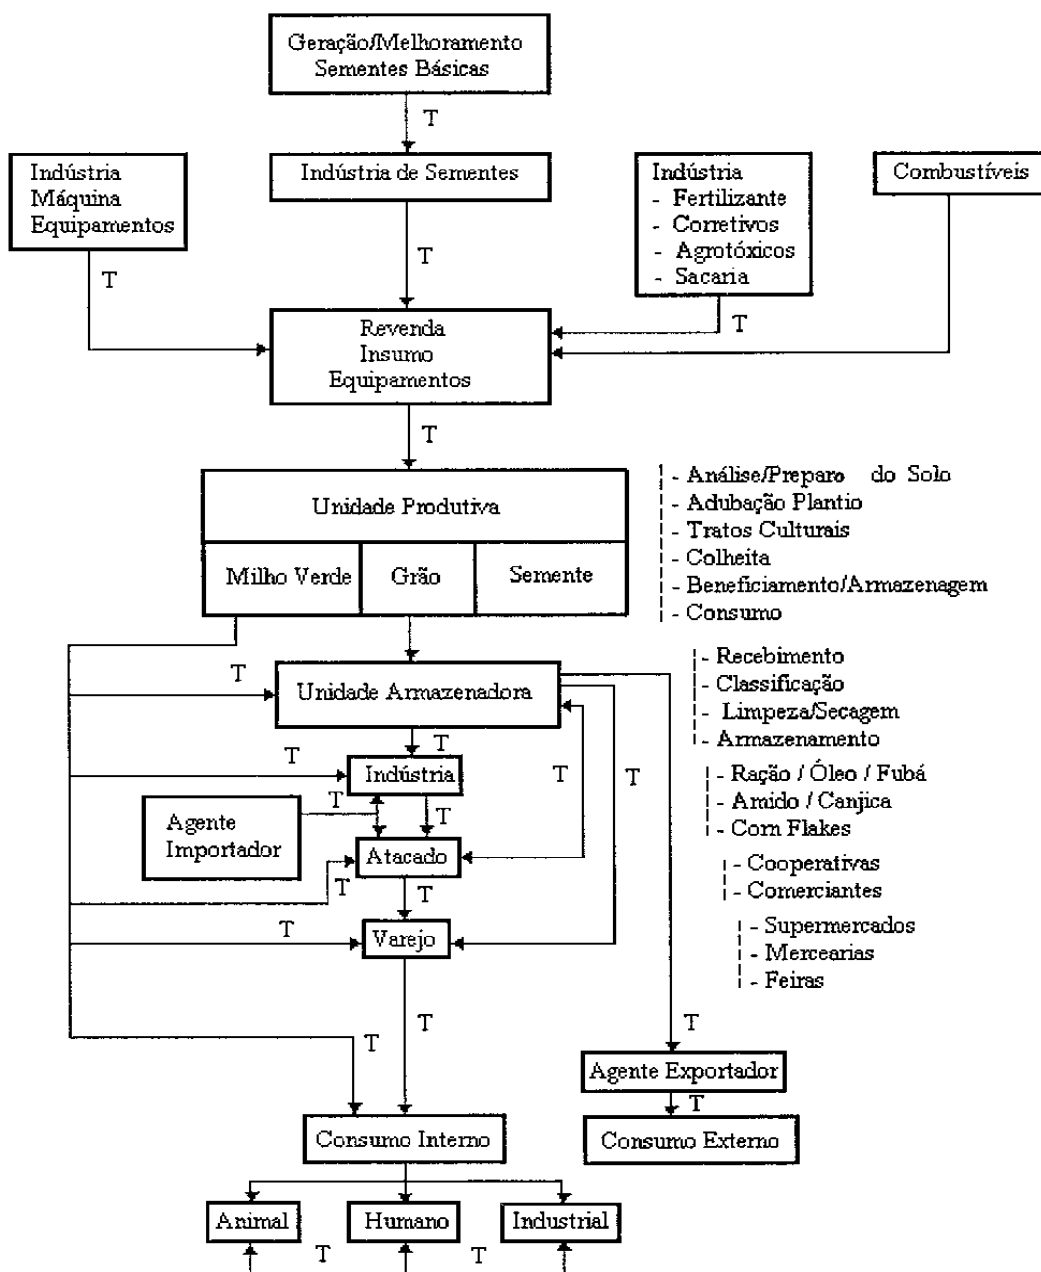 Geração/Melhoramento
Sementes Básicas
T
Indústria
Máquina
Equipamentos
Indústria de Sementes
Indústria
- Fertilizante
- Corretivos
- Agrotóxicos
- Sacaria
Combustíveis
T
T
T
Revenda
Insumo
Equipamentos
T
Unidade Produtiva
Milho Verde
Grão
Semente
- Análise/Preparo do Solo
- Adubação Plantio
- Tratos Culturais
- Colheita
- Beneficiamento/Armazenagem
- Consumo
T
Unidade Armazenadora
- Recebimento
- Classificação
- Limpeza/Secagem
- Armazenamento
T
T
Indústria
T
T
- Ração / Óleo / Fubá
- Amido / Canjica
- Corn Flakes
Agente
Importador
T
T
Atacado
- Cooperativas
- Comerciantes
T
T
T
Varejo
- Supermercados
- Mercearias
- Feiras
T
T
T
Agente Exportador
T
Consumo Interno
Consumo Externo
Animal
Humano
Industrial
T
T